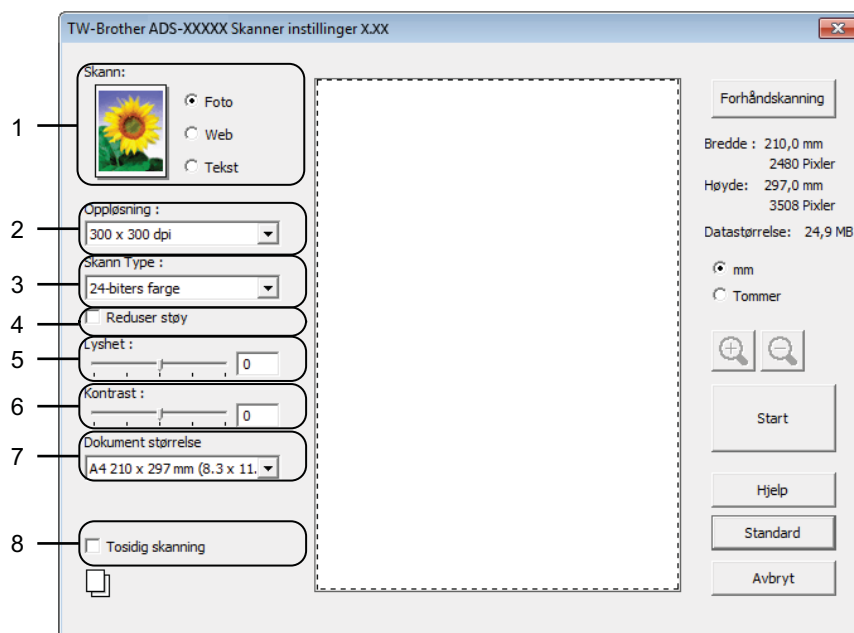 TW-Brother ADS-XXXXX Skanner instillinger X.XX
1
Skann:
Foto
Web
Tekst
2
Oppløsning :
300 x 300 dpi
3
Skann Type :
24-biters farge
4
Reduser støy
5
Lyshet :
0
6
Kontrast :
0
7
Dokument størrelse
A4 210 x 297 mm (8.3 x 11.
8
Tosidig skanning
Forhåndskanning
Bredde : 210,0 mm
2480 Pixler
Høyde: 297,0 mm
3508 Pixler
Datastørrelse: 24,9 MB
mm
Tommer
Start
Hjelp
Standard
Avbryt